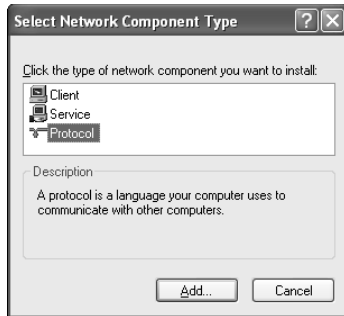 Select Network Component Type
Click the type of network component you want to install:
Client
Service
Protocol
Description
A protocol is a language your computer uses to
communicate with other computers.
Add... Cancel